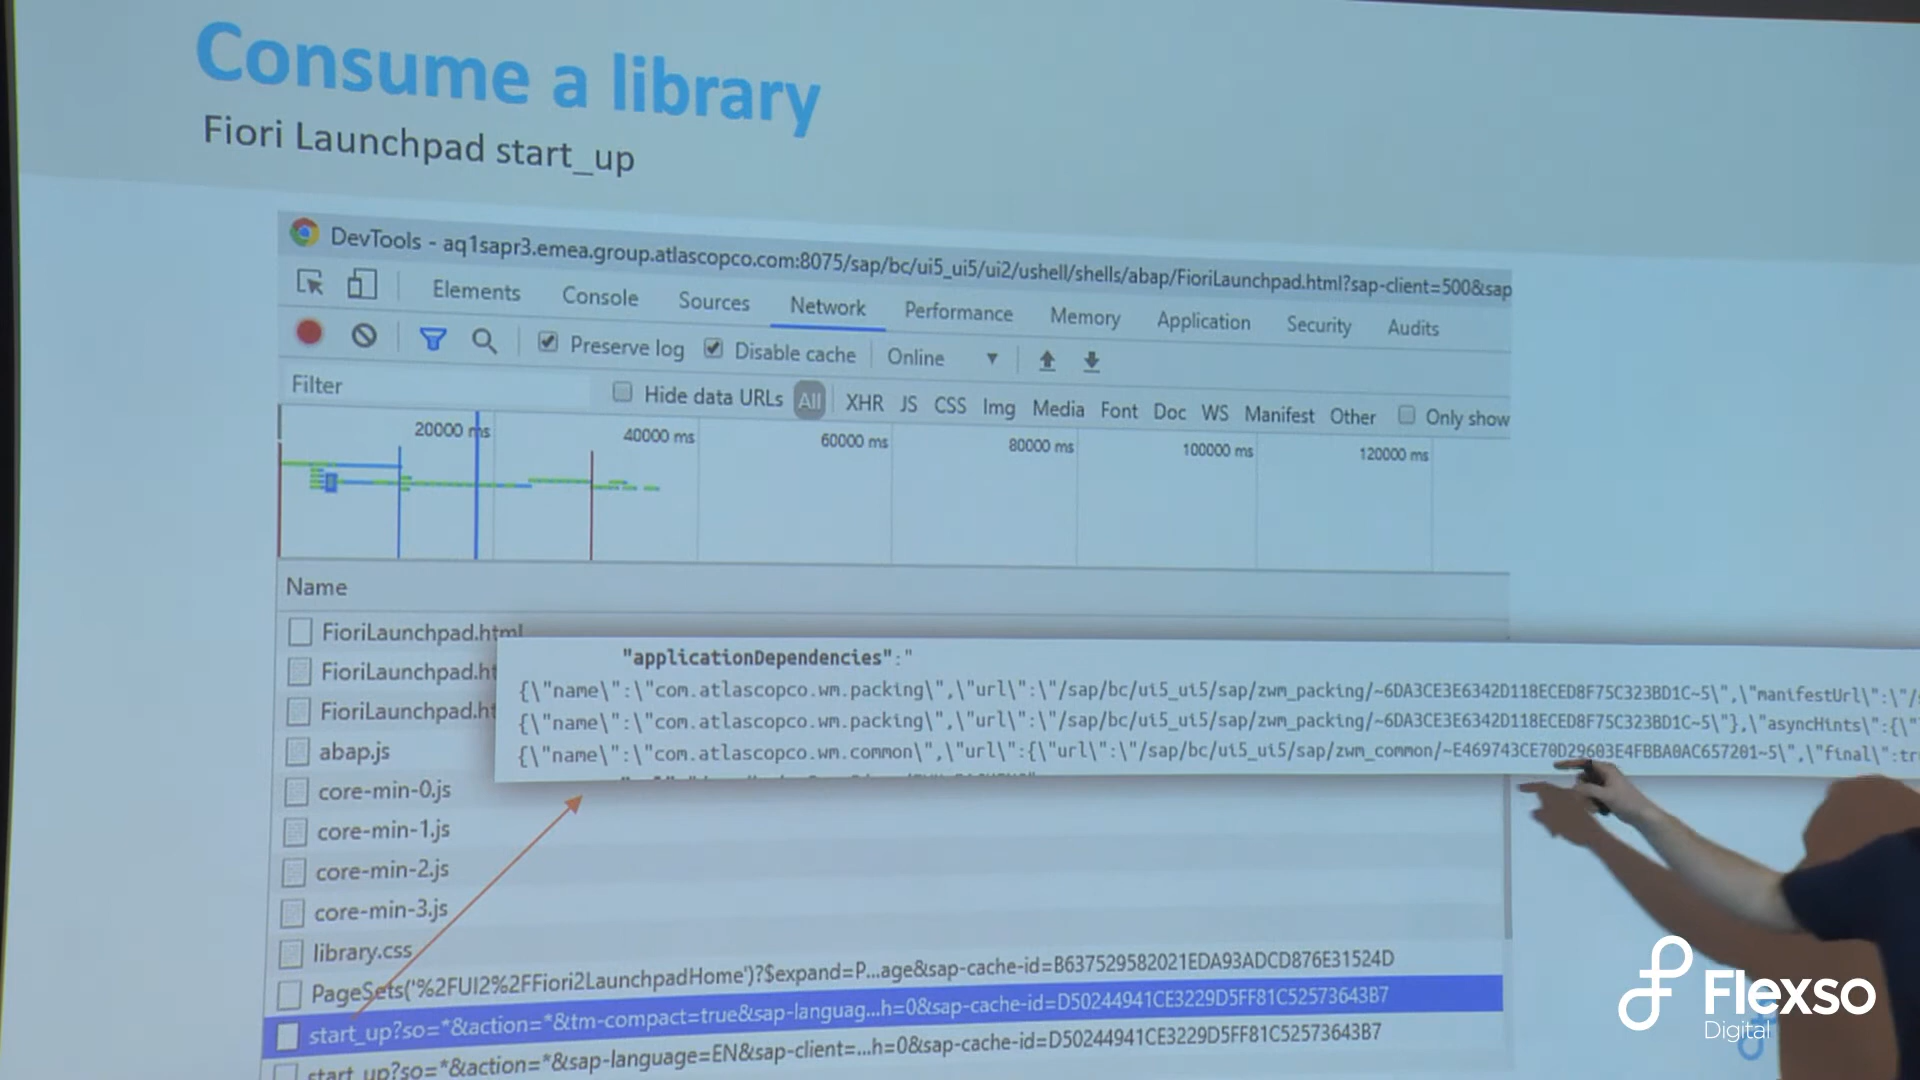 Consume a library
Fiori Launchpad start_up
DevTools - aq1sapr3.emea.group.atlascopco.com:8075/sap/bc/ui5_ui5/ui2/ushell/shells/abap/FioriLaunchpad.html?sap-client=500&sap
Elements Console Sources Network Performance Memory Application Security Audits
Preserve log Disable cache Online
Filter Hide data URLs All XHR JS CSS Img Media Font Doc WS Manifest Other Only show
20000 ms 40000 ms 60000 ms 80000 ms 100000 ms 120000 ms
Name
FioriLaunchpad.html
"applicationDependencies":"
FioriLaunchpad.ht
{\"name\":\"com.atlascopco.wm.packing\",\"url\":\"/sap/bc/ui5_ui5/sap/zwm_packing/~6DA3CE3E6342D118ECED8F75C323BD1C~5\",\"manifestUrl\":\"/
FioriLaunchpad.ht
{\"name\":\"com.atlascopco.wm.packing\",\"url\":\"/sap/bc/ui5_ui5/sap/zwm_packing/~6DA3CE3E6342D118ECED8F75C323BD1C~5\"},\"asyncHints\":{\"
abap.js
{\"name\":\"com.atlascopco.wm.common\",\"url\":{\"url\":\"/sap/bc/ui5_ui5/sap/zwm_common/~E469743CE70D29603E4FBBA0AC657201~5\",\"final\":tr
core-min-0.js
core-min-1.js
core-min-2.js
core-min-3.js
library.css
PageSets('%2FUI2%2FFiori2LaunchpadHome')?$expand=P...age&sap-cache-id=B637529582021EDA93ADCD876E31524D
start_up?so=*&action=*&tm-compact=true&sap-languag...h=0&sap-cache-id=D50244941CE3229D5FF81C52573643B7
start_up?so=*&action=*&sap-language=EN&sap-client=...h=0&sap-cache-id=D50244941CE3229D5FF81C52573643B7
Flexso
Digital